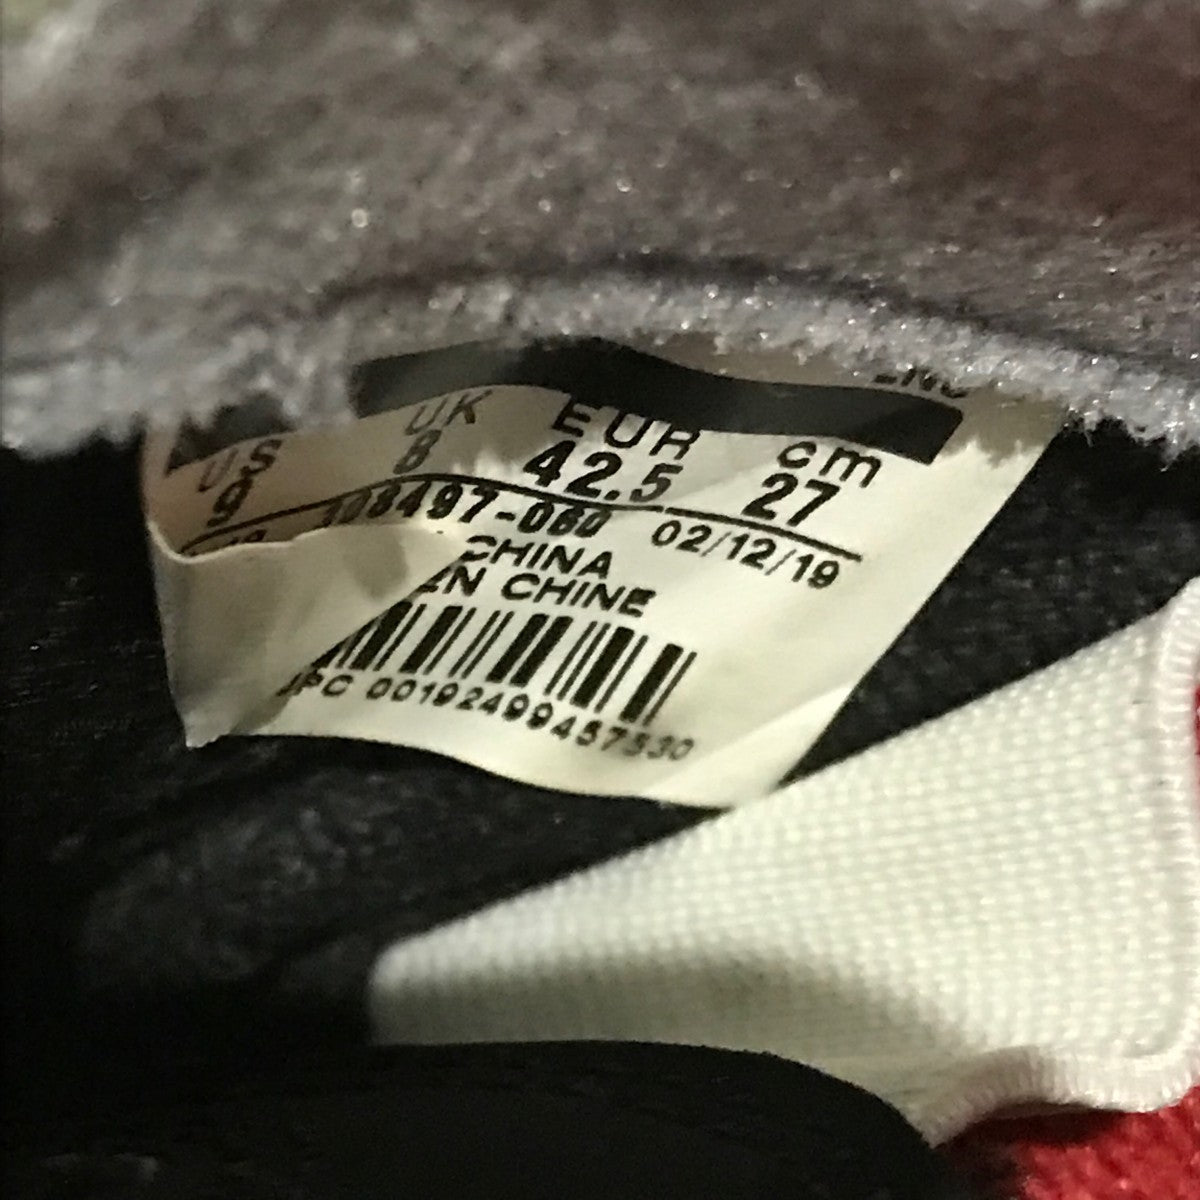 US UK EUR cm
9 8 42.5 27
308497-060 02/12/19
CHINA
EN CHINE
UPC 00192499457530